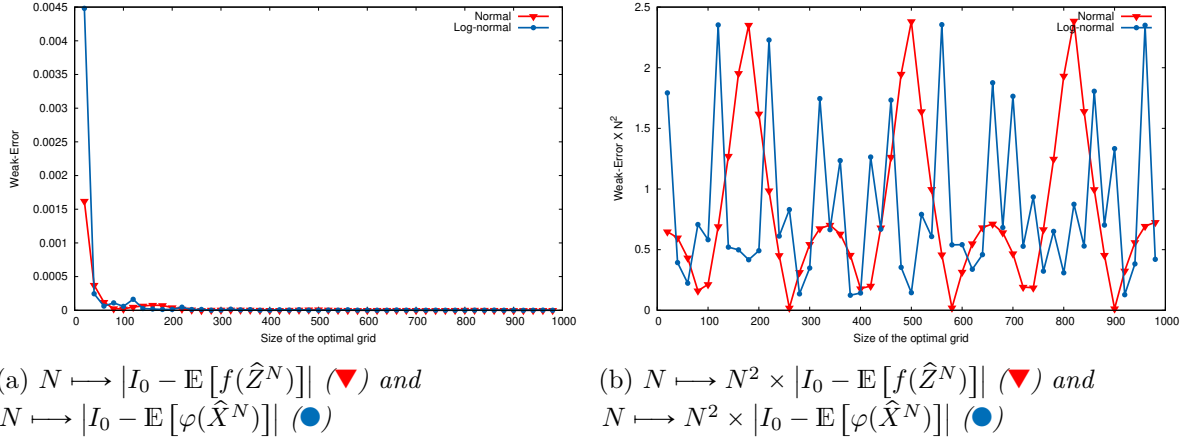 0.0045
0.004
0.0035
0.003
0.0025
0.002
0.0015
0.001
0.0005
0
0 100 200 300 400 500 600 700 800 900 1000
Weak-Error
Size of the optimal grid
Normal
Log-normal
2.5
2
1.5
1
0.5
0
0 100 200 300 400 500 600 700 800 900 1000
Weak-Error X N²
Size of the optimal grid
Normal
Log-normal
(a) N ⟼ |I₀ − 𝔼[f(Ẑᴺ)]| (▼) and
N ⟼ |I₀ − 𝔼[φ(X̂ᴺ)]| (●)
(b) N ⟼ N² × |I₀ − 𝔼[f(Ẑᴺ)]| (▼) and
N ⟼ N² × |I₀ − 𝔼[φ(X̂ᴺ)]| (●)